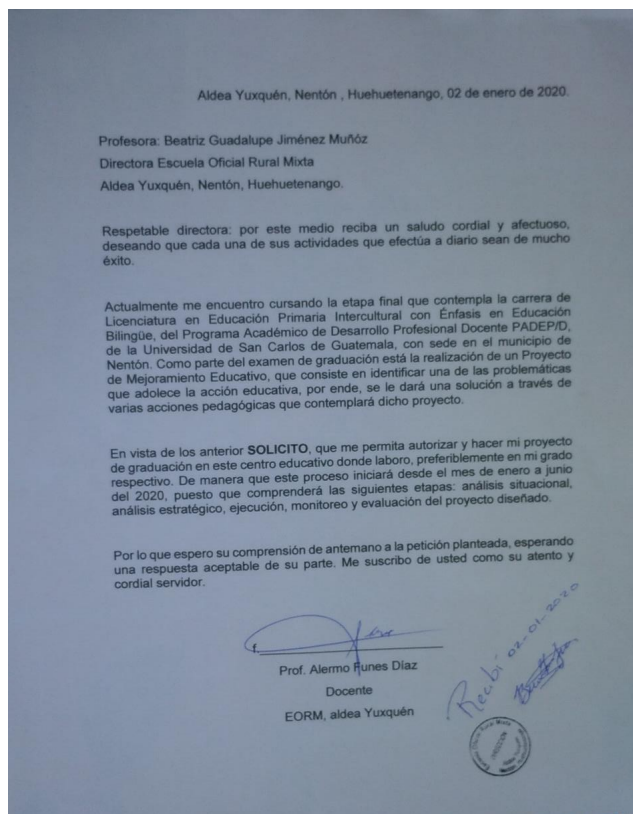 Aldea Yuxquén, Nentón , Huehuetenango, 02 de enero de 2020.
Profesora: Beatriz Guadalupe Jiménez Muñóz
Directora Escuela Oficial Rural Mixta
Aldea Yuxquén, Nentón, Huehuetenango.
Respetable directora: por este medio reciba un saludo cordial y afectuoso,
deseando que cada una de sus actividades que efectúa a diario sean de mucho
éxito.
Actualmente me encuentro cursando la etapa final que contempla la carrera de
Licenciatura en Educación Primaria Intercultural con Énfasis en Educación
Bilingüe, del Programa Académico de Desarrollo Profesional Docente PADEP/D,
de la Universidad de San Carlos de Guatemala, con sede en el municipio de
Nentón. Como parte del examen de graduación está la realización de un Proyecto
de Mejoramiento Educativo, que consiste en identificar una de las problemáticas
que adolece la acción educativa, por ende, se le dará una solución a través de
varias acciones pedagógicas que contemplará dicho proyecto.
En vista de los anterior SOLICITO, que me permita autorizar y hacer mi proyecto
de graduación en este centro educativo donde laboro, preferiblemente en mi grado
respectivo. De manera que este proceso iniciará desde el mes de enero a junio
del 2020, puesto que comprenderá las siguientes etapas: análisis situacional,
análisis estratégico, ejecución, monitoreo y evaluación del proyecto diseñado.
Por lo que espero su comprensión de antemano a la petición planteada, esperando
una respuesta aceptable de su parte. Me suscribo de usted como su atento y
cordial servidor.
f.
Prof. Alermo Funes Díaz
Docente
EORM, aldea Yuxquén
Recibí 02-01-2020
Escuela Oficial Rural Mixta
DIRECCION